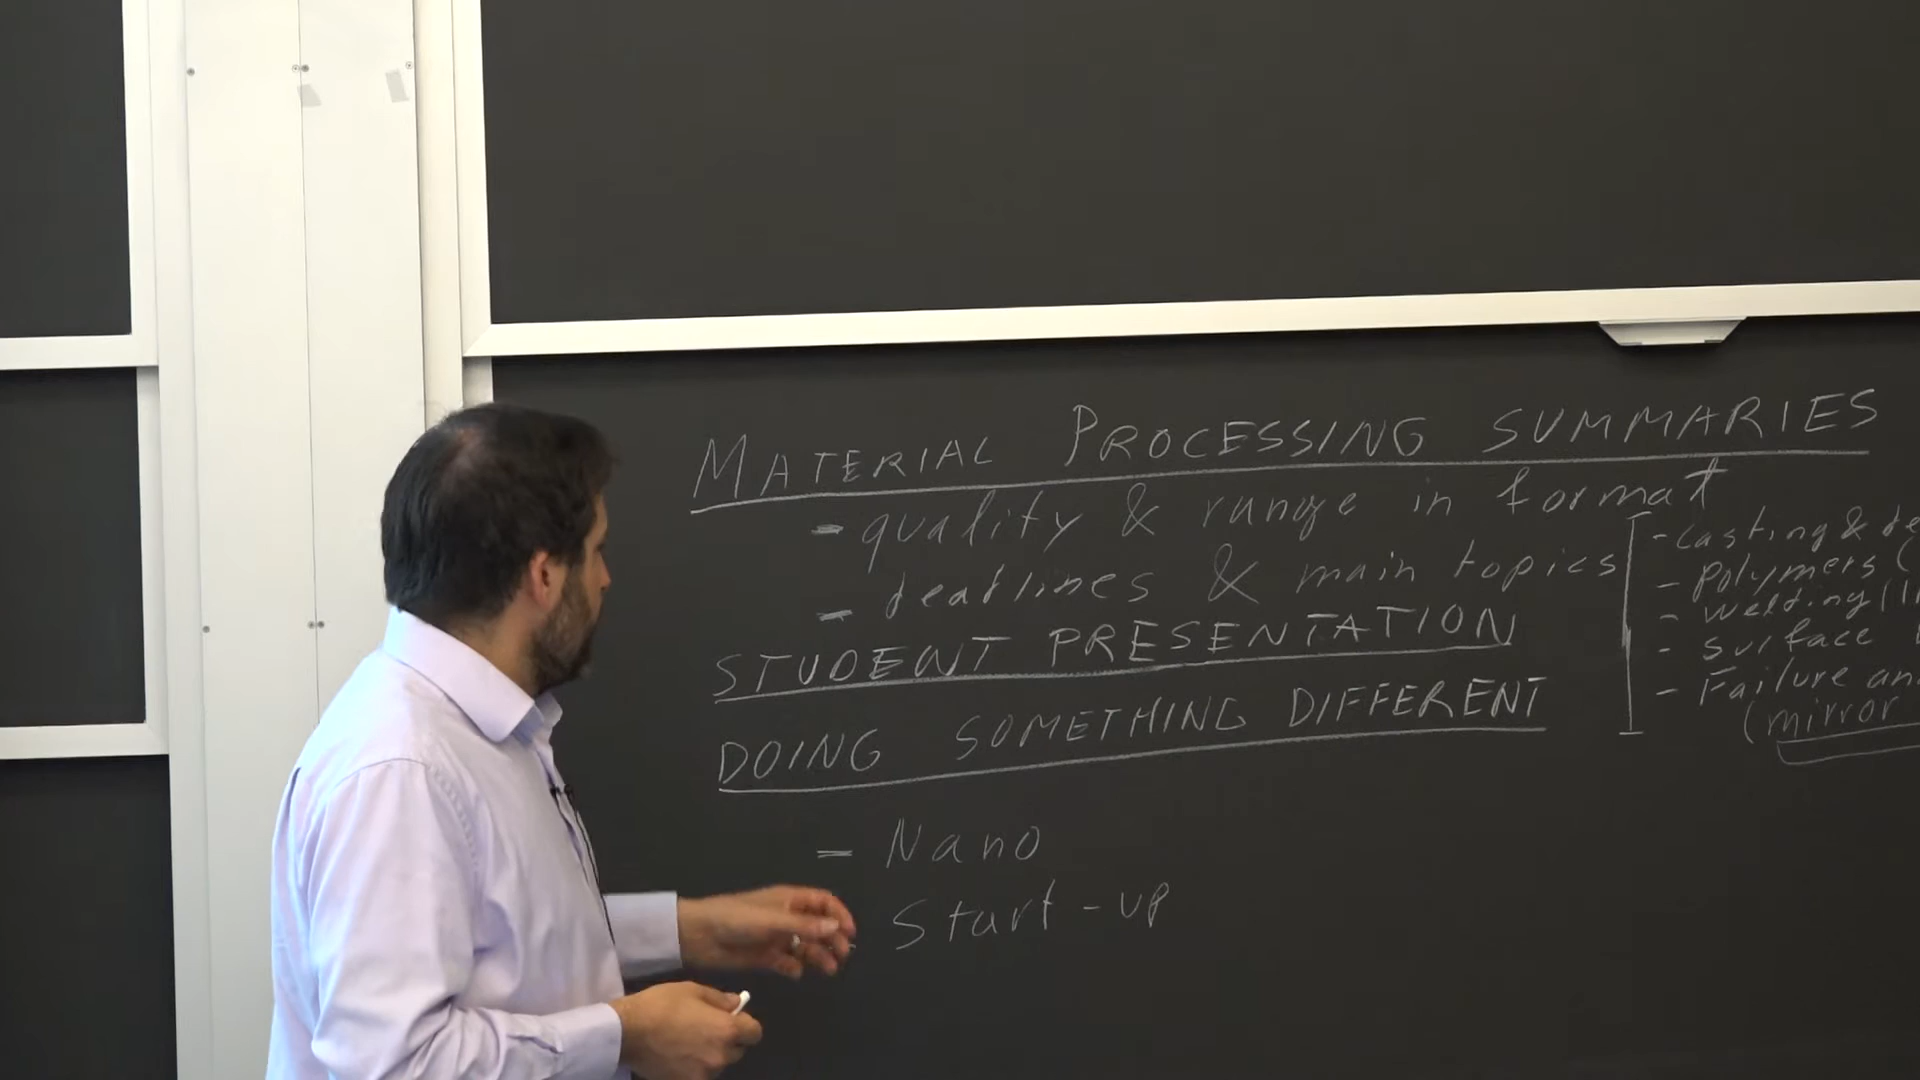 MATERIAL PROCESSING SUMMARIES
- quality & range in format
- deadlines & main topics
- Casting & de
- Polymers (
- Welding (
- Surface
- Failure an
(mirror
STUDENT PRESENTATION
DOING SOMETHING DIFFERENT
- Nano
Start-up